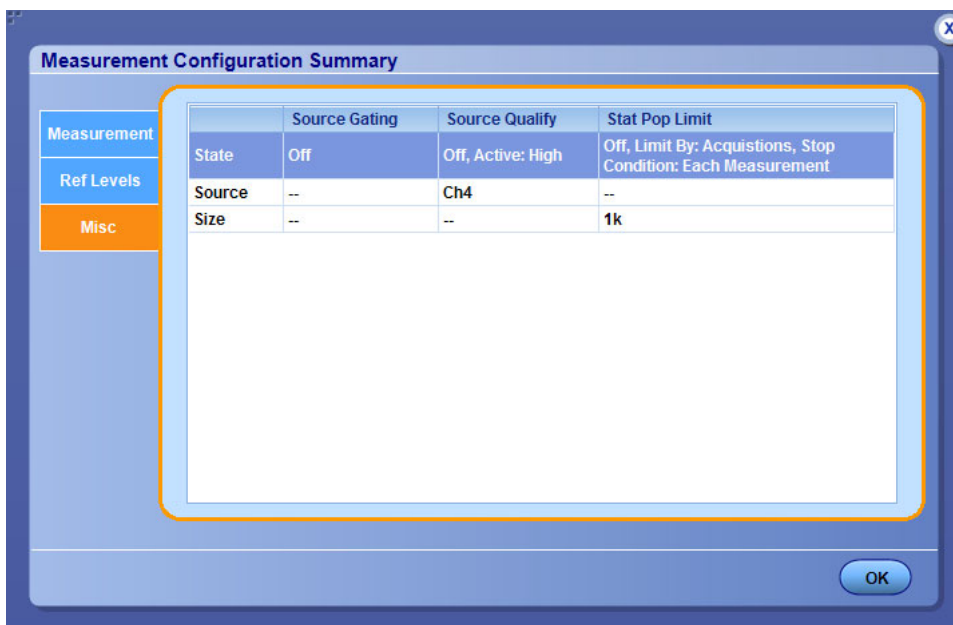 X
Measurement Configuration Summary
Measurement
Ref Levels
Misc
Source Gating Source Qualify Stat Pop Limit
State Off Off, Active: High Off, Limit By: Acquistions, Stop
Condition: Each Measurement
Source -- Ch4 --
Size -- -- 1k
OK